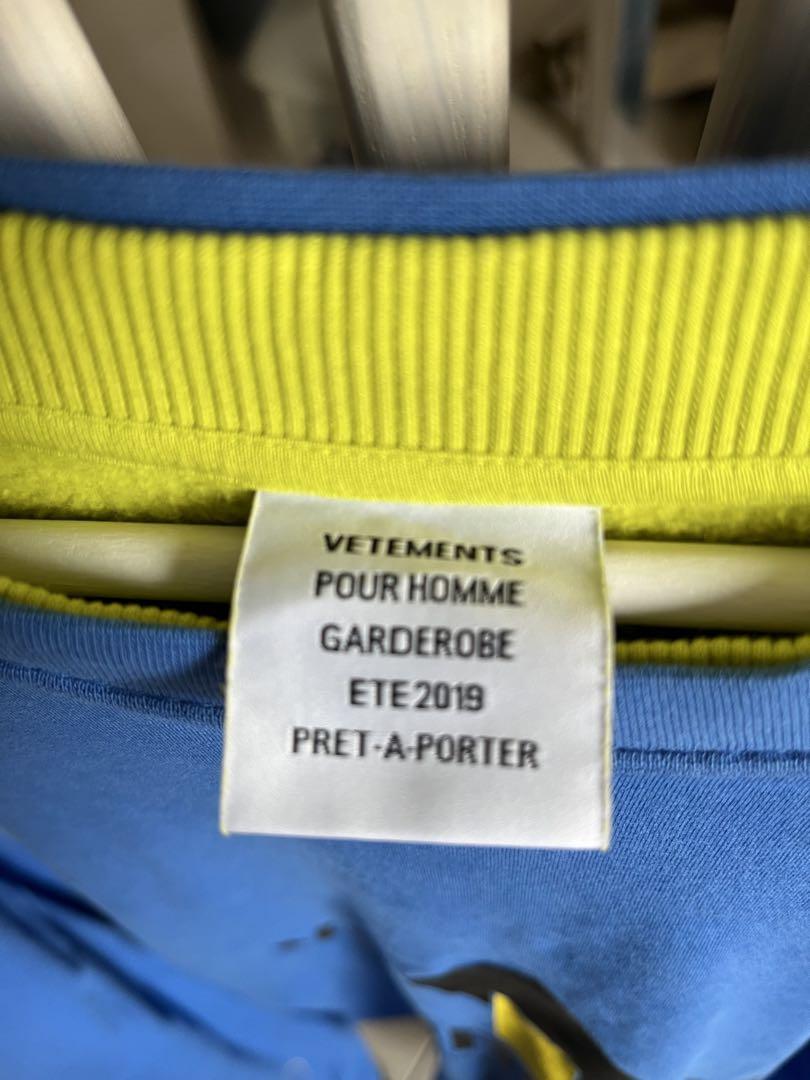 VETEMENTS
POUR HOMME
GARDEROBE
ETE 2019
PRET-A-PORTER